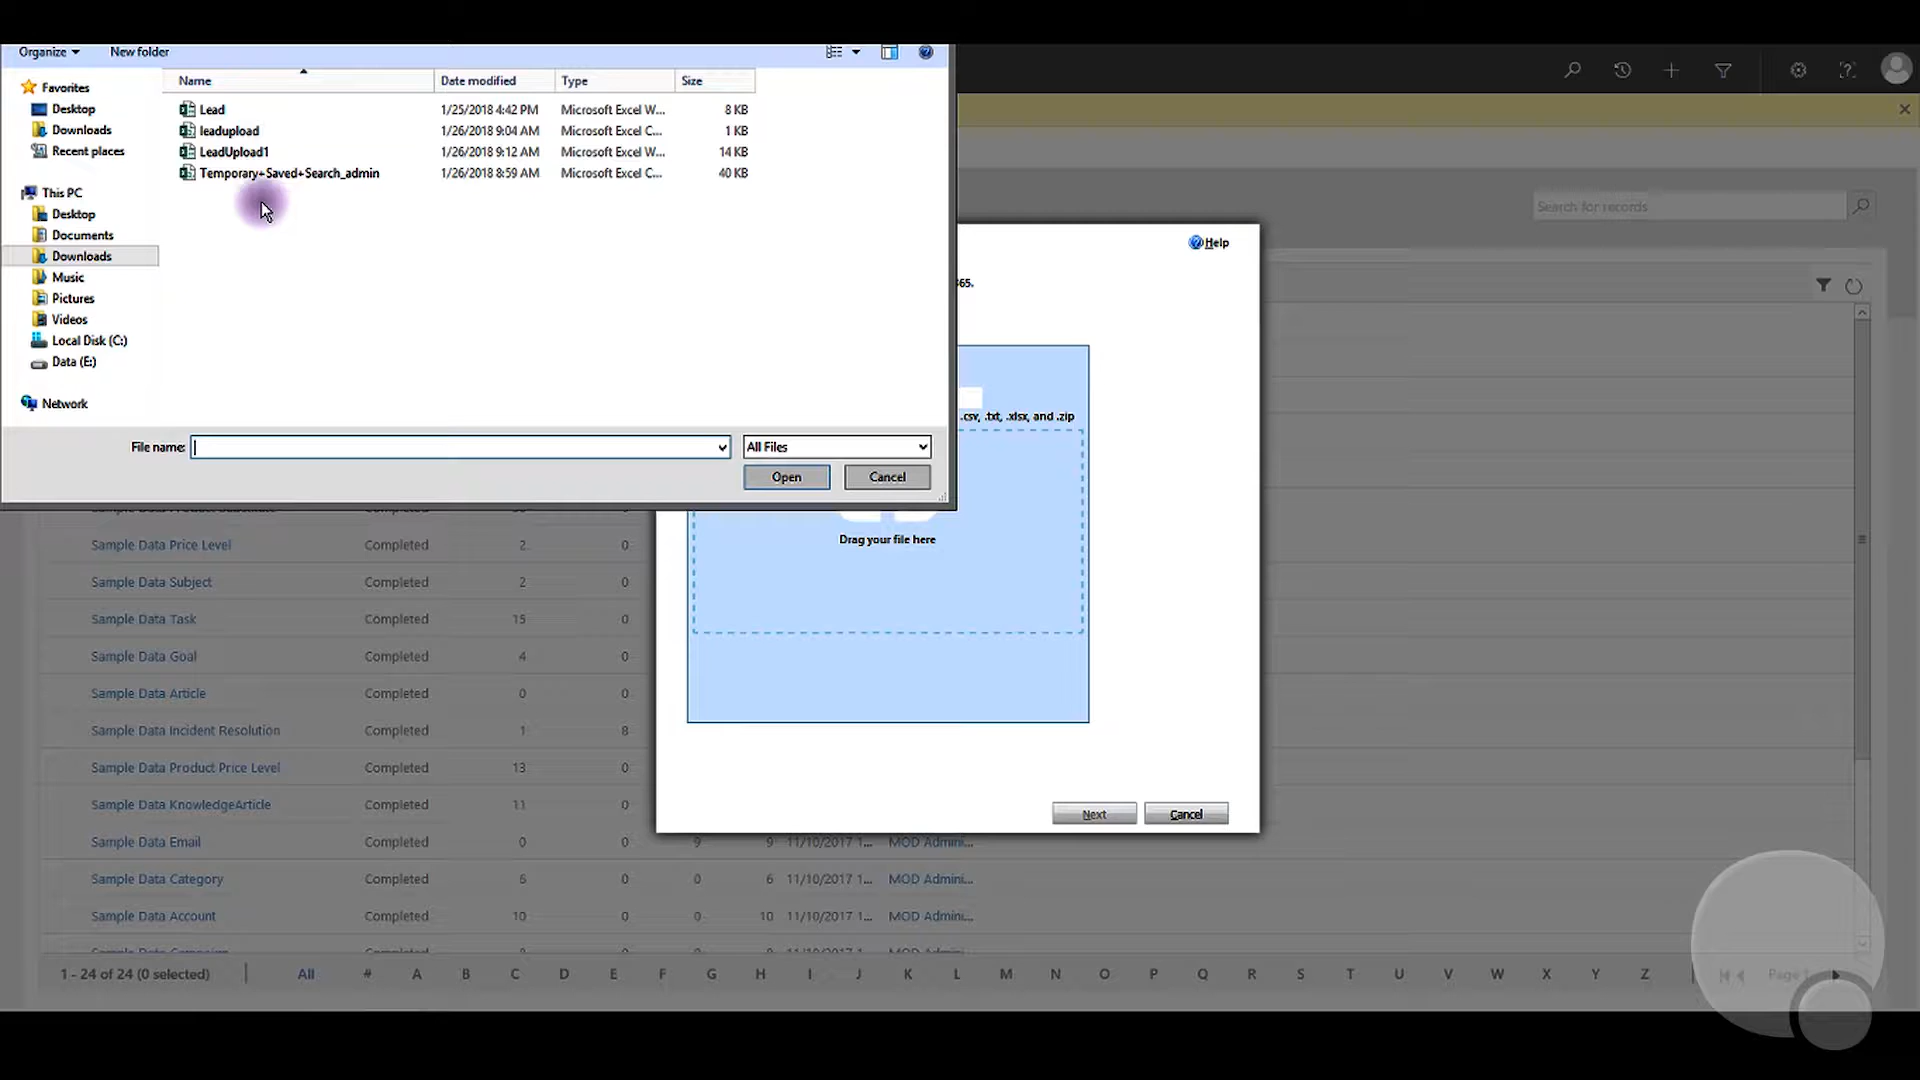 Organize New folder
Name Date modified Type Size
Favorites
Desktop
Downloads
Recent places
This PC
Desktop
Documents
Downloads
Music
Pictures
Videos
Local Disk (C:)
Data (E:)
Network
Lead 1/25/2018 4:42 PM Microsoft Excel W... 8 KB
leadupload 1/26/2018 9:04 AM Microsoft Excel C... 1 KB
LeadUpload1 1/26/2018 9:12 AM Microsoft Excel W... 14 KB
Temporary+Saved+Search_admin 1/26/2018 8:59 AM Microsoft Excel C... 40 KB
File name: All Files
Open Cancel
Search for records
Help
365.
.csv, .txt, .xlsx, and .zip
Drag your file here
Next Cancel
Sample Data Price Level Completed 2 0
Sample Data Subject Completed 2 0
Sample Data Task Completed 15 0
Sample Data Goal Completed 4 0
Sample Data Article Completed 0 0
Sample Data Incident Resolution Completed 1 8
Sample Data Product Price Level Completed 13 0
Sample Data KnowledgeArticle Completed 11 0
Sample Data Email Completed 0 0 9 9 11/10/2017 1... MOD Admini...
Sample Data Category Completed 6 0 0 6 11/10/2017 1... MOD Admini...
Sample Data Account Completed 10 0 0 10 11/10/2017 1... MOD Admini...
1 - 24 of 24 (0 selected) All # A B C D E F G H I J K L M N O P Q R S T U V W X Y Z